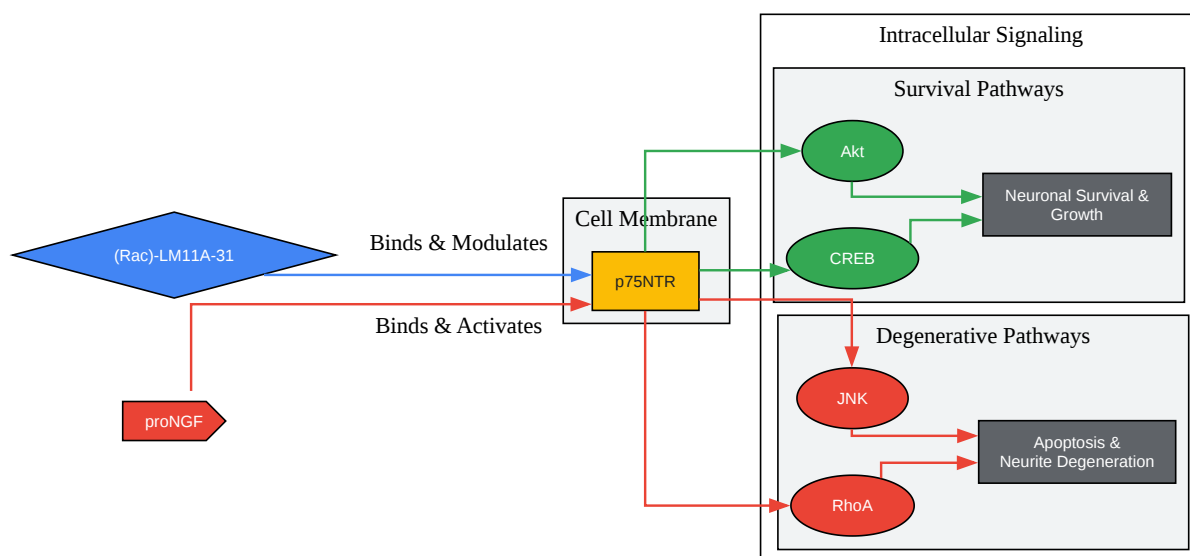 Intracellular Signaling
Survival Pathways
Akt
Neuronal Survival &
Growth
Cell Membrane
Binds & Modulates
(Rac)-LM11A-31
CREB
p75NTR
Binds & Activates
Degenerative Pathways
JNK
proNGF
Apoptosis &
Neurite Degeneration
RhoA